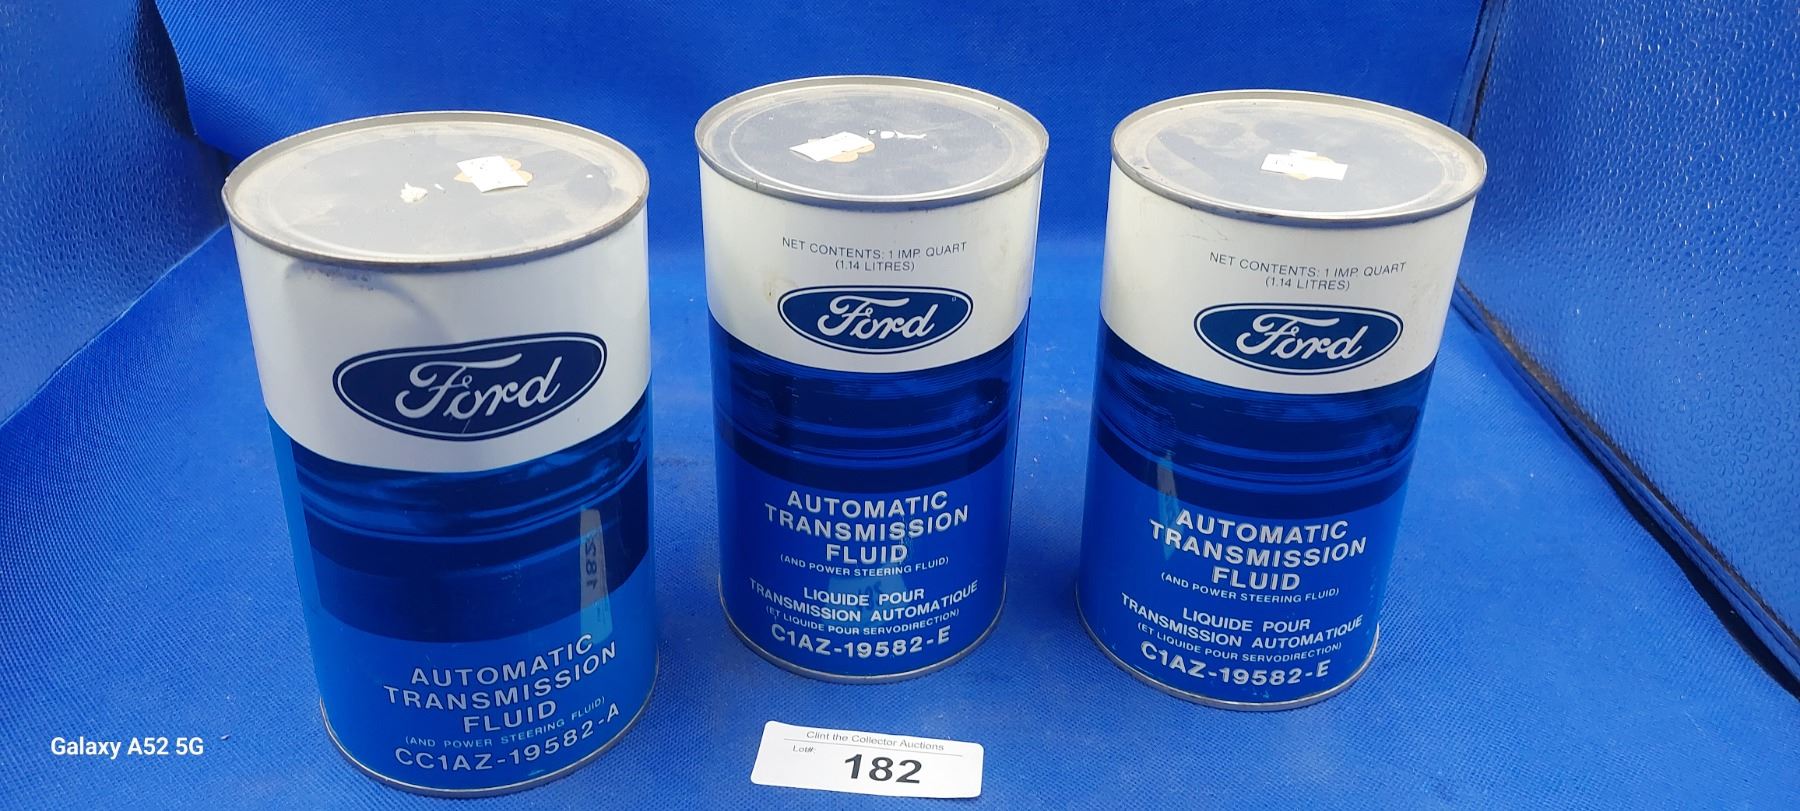 Ford
AUTOMATIC
TRANSMISSION
FLUID
(AND POWER STEERING FLUID)
CC1AZ-19582-A
NET CONTENTS: 1 IMP. QUART
(1.14 LITRES)
Ford
AUTOMATIC
TRANSMISSION
FLUID
(AND POWER STEERING FLUID)
LIQUIDE POUR
TRANSMISSION AUTOMATIQUE
(ET LIQUIDE POUR SERVODIRECTION)
C1AZ-19582-E
NET CONTENTS: 1 IMP. QUART
(1.14 LITRES)
Ford
AUTOMATIC
TRANSMISSION
FLUID
(AND POWER STEERING FLUID)
LIQUIDE POUR
TRANSMISSION AUTOMATIQUE
(ET LIQUIDE POUR SERVODIRECTION)
C1AZ-19582-E
Clint the Collector Auctions
Lot#:
182
Galaxy A52 5G